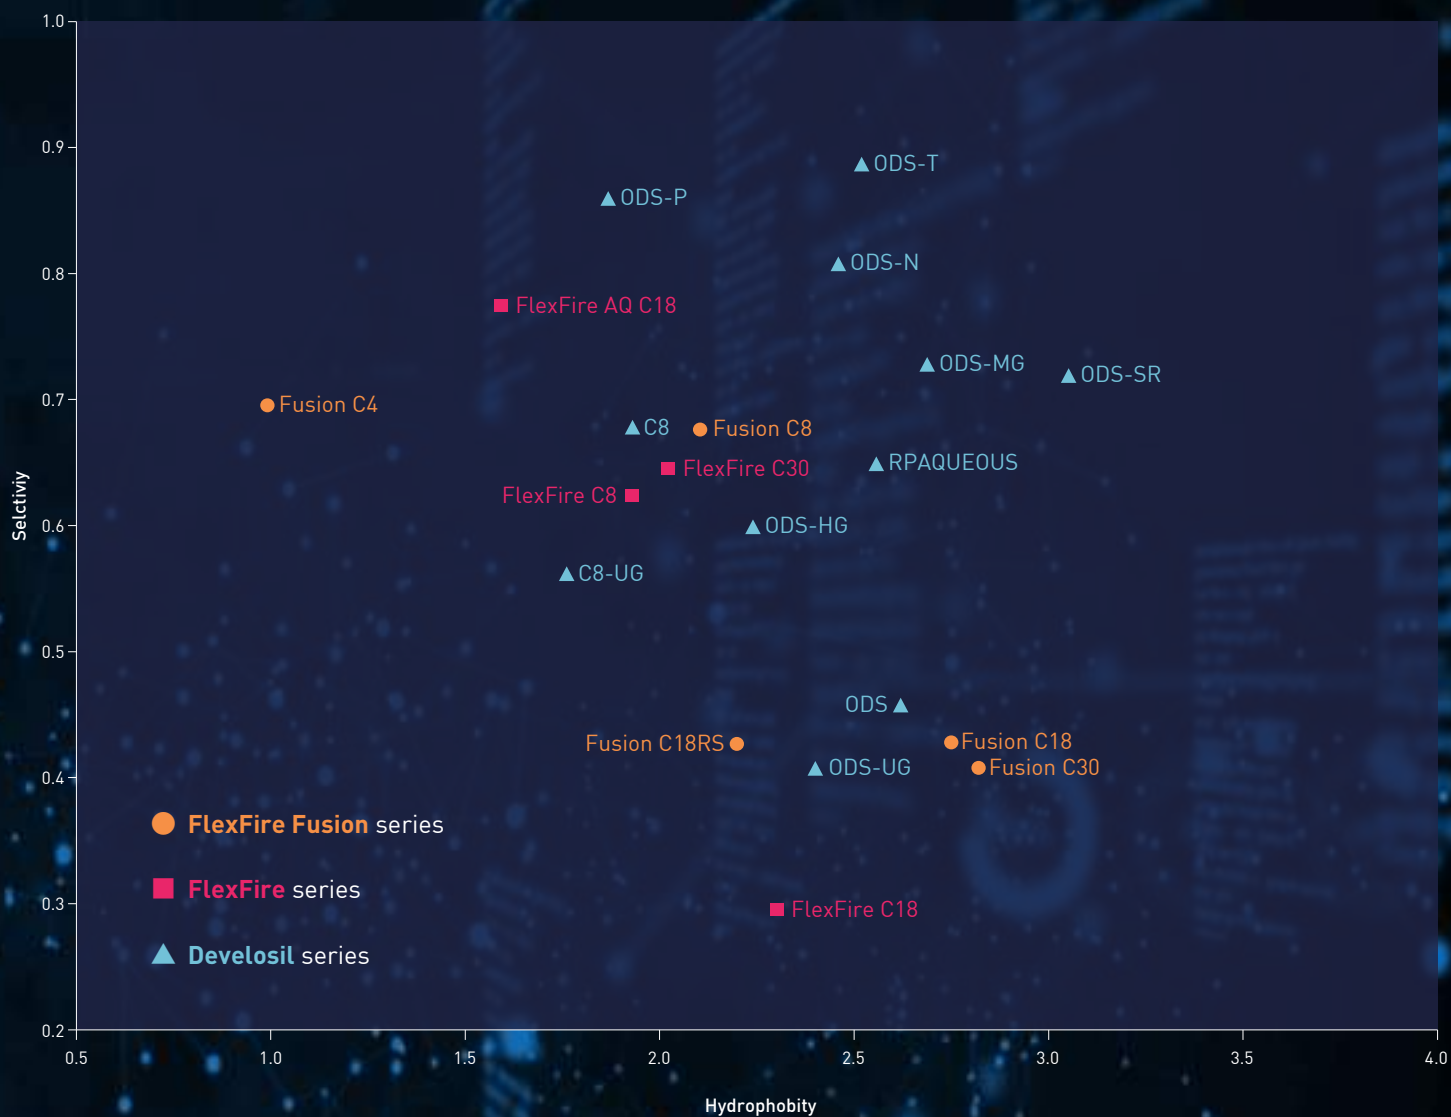 1.0
0.9
ODS-T
ODS-P
ODS-N
0.8
FlexFire AQ C18
ODS-MG
ODS-SR
0.7
Fusion C4
C8
Fusion C8
RPAQUEOUS
FlexFire C30
FlexFire C8
Selctiviy
0.6
ODS-HG
C8-UG
0.5
ODS
Fusion C18RS
Fusion C18
0.4
ODS-UG
Fusion C30
FlexFire Fusion series
FlexFire series
0.3
FlexFire C18
Develosil series
0.2
0.5 1.0 1.5 2.0 2.5 3.0 3.5 4.0
Hydrophobity